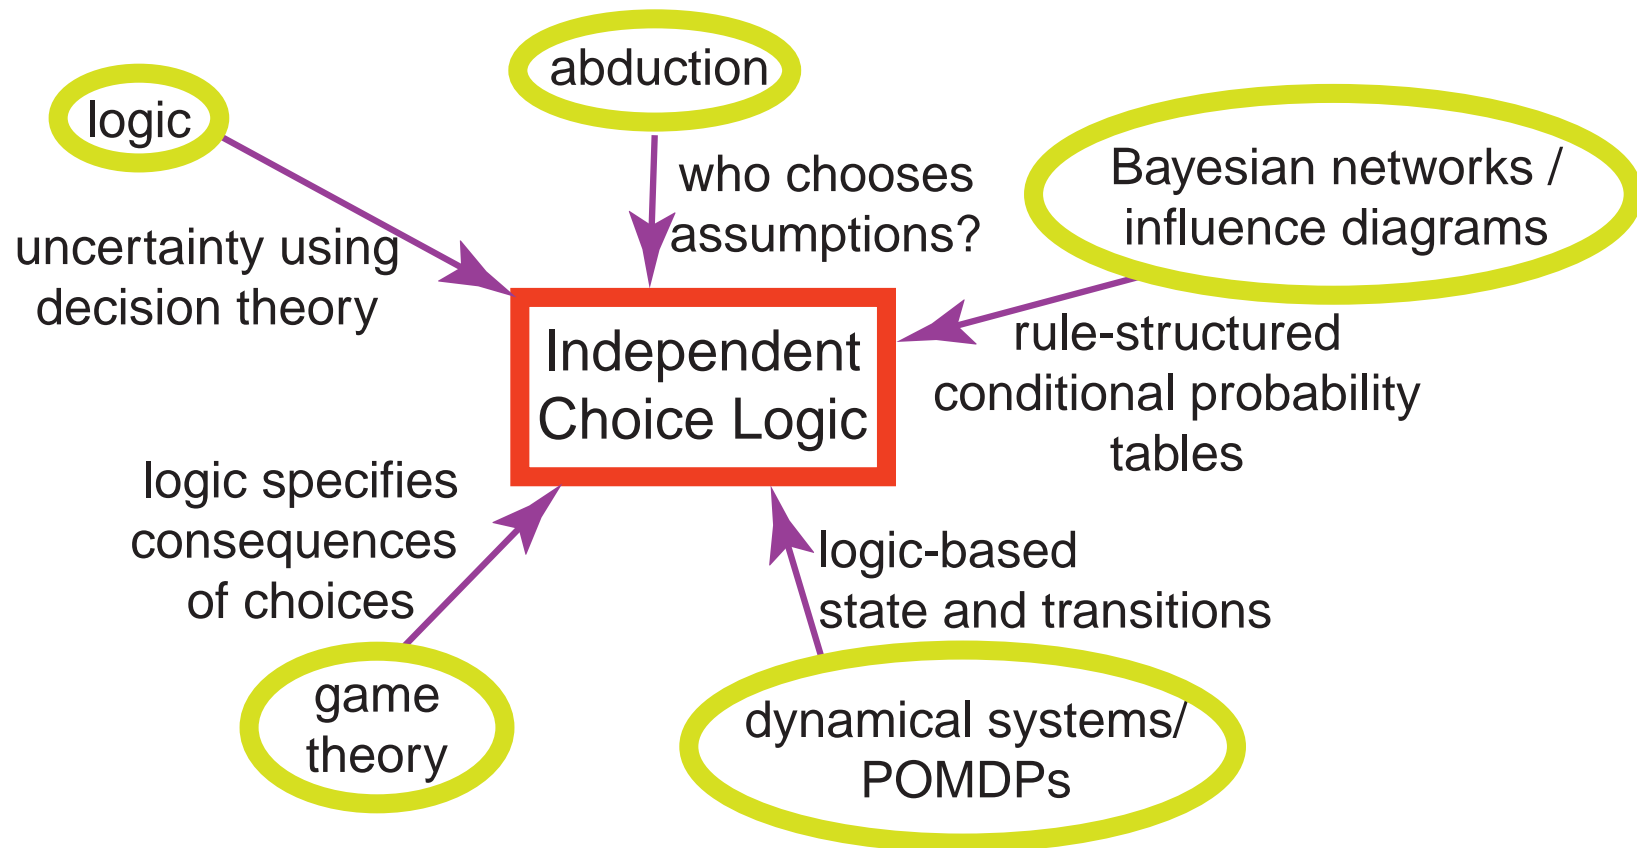 abduction
logic
who chooses
assumptions?
Bayesian networks /
influence diagrams
uncertainty using
decision theory
Independent
Choice Logic
rule-structured
conditional probability
tables
logic specifies
consequences
of choices
logic-based
state and transitions
game
theory
dynamical systems/
POMDPs